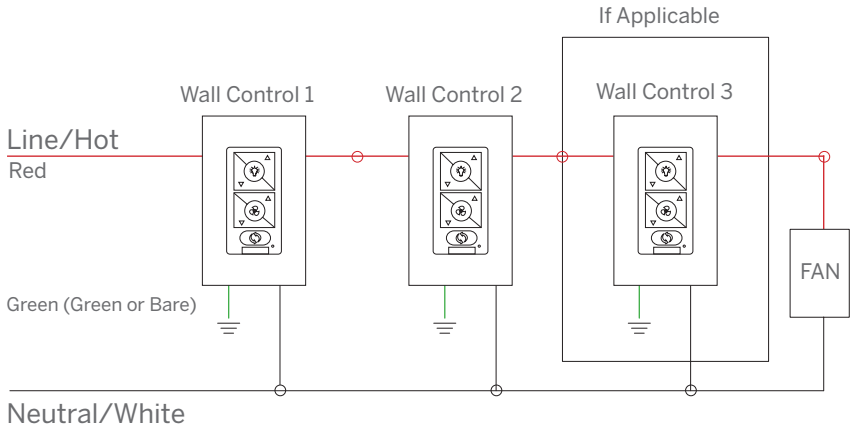 If Applicable
Wall Control 1
Wall Control 2
Wall Control 3
Line/Hot
Red
FAN
Green (Green or Bare)
Neutral/White